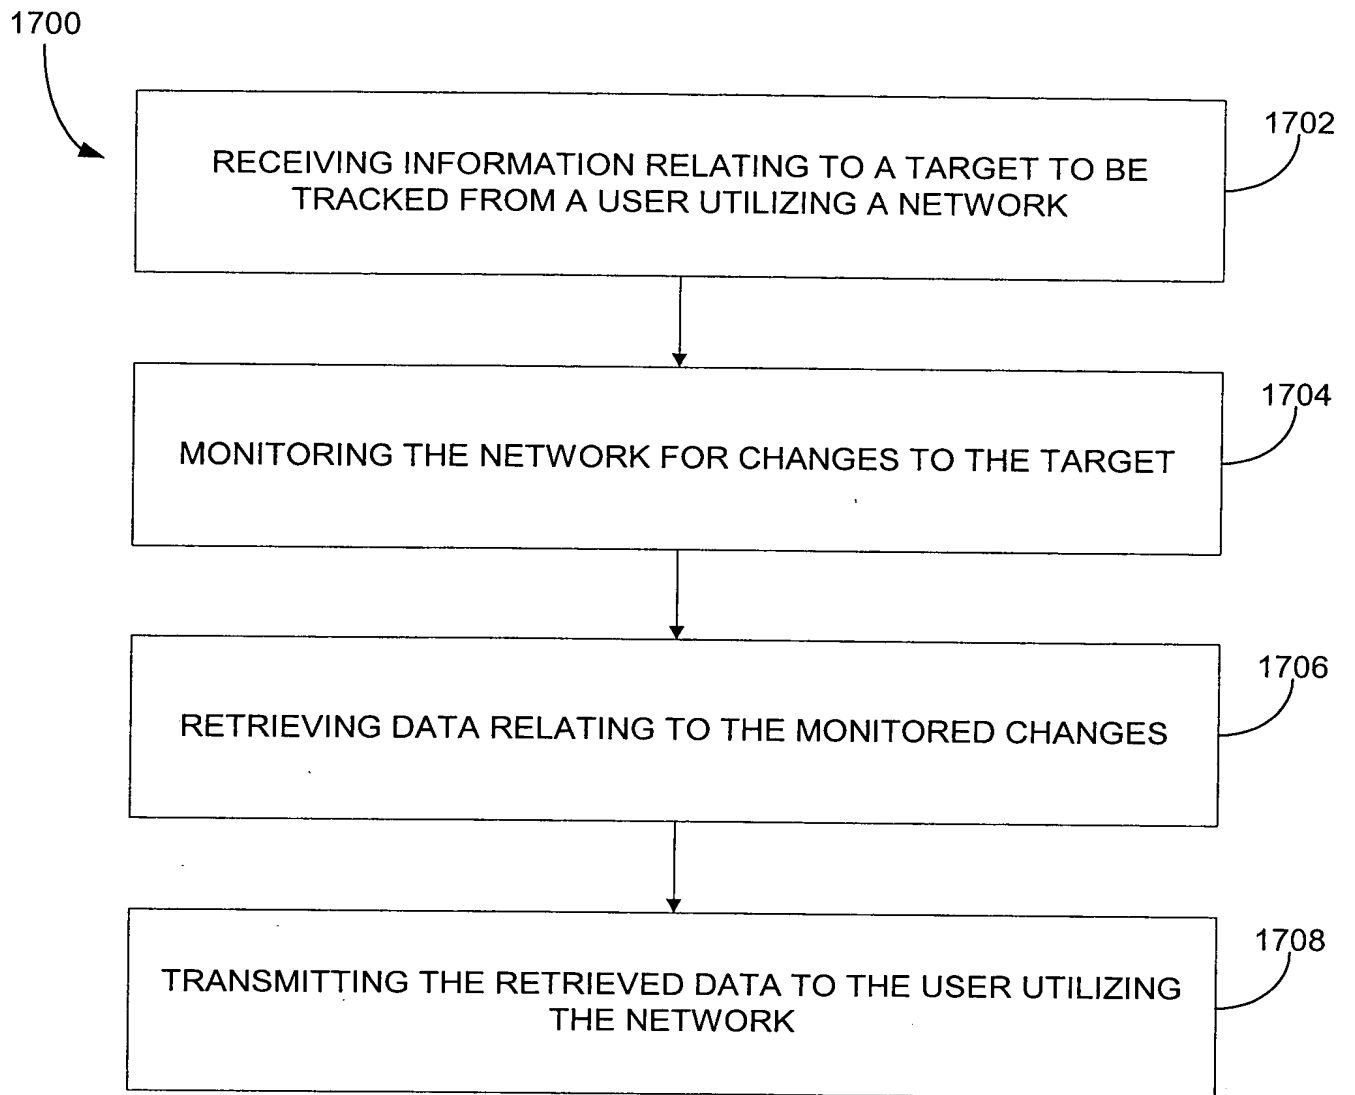 1700
1702
RECEIVING INFORMATION RELATING TO A TARGET TO BE
TRACKED FROM A USER UTILIZING A NETWORK
1704
MONITORING THE NETWORK FOR CHANGES TO THE TARGET
1706
RETRIEVING DATA RELATING TO THE MONITORED CHANGES
1708
TRANSMITTING THE RETRIEVED DATA TO THE USER UTILIZING
THE NETWORK